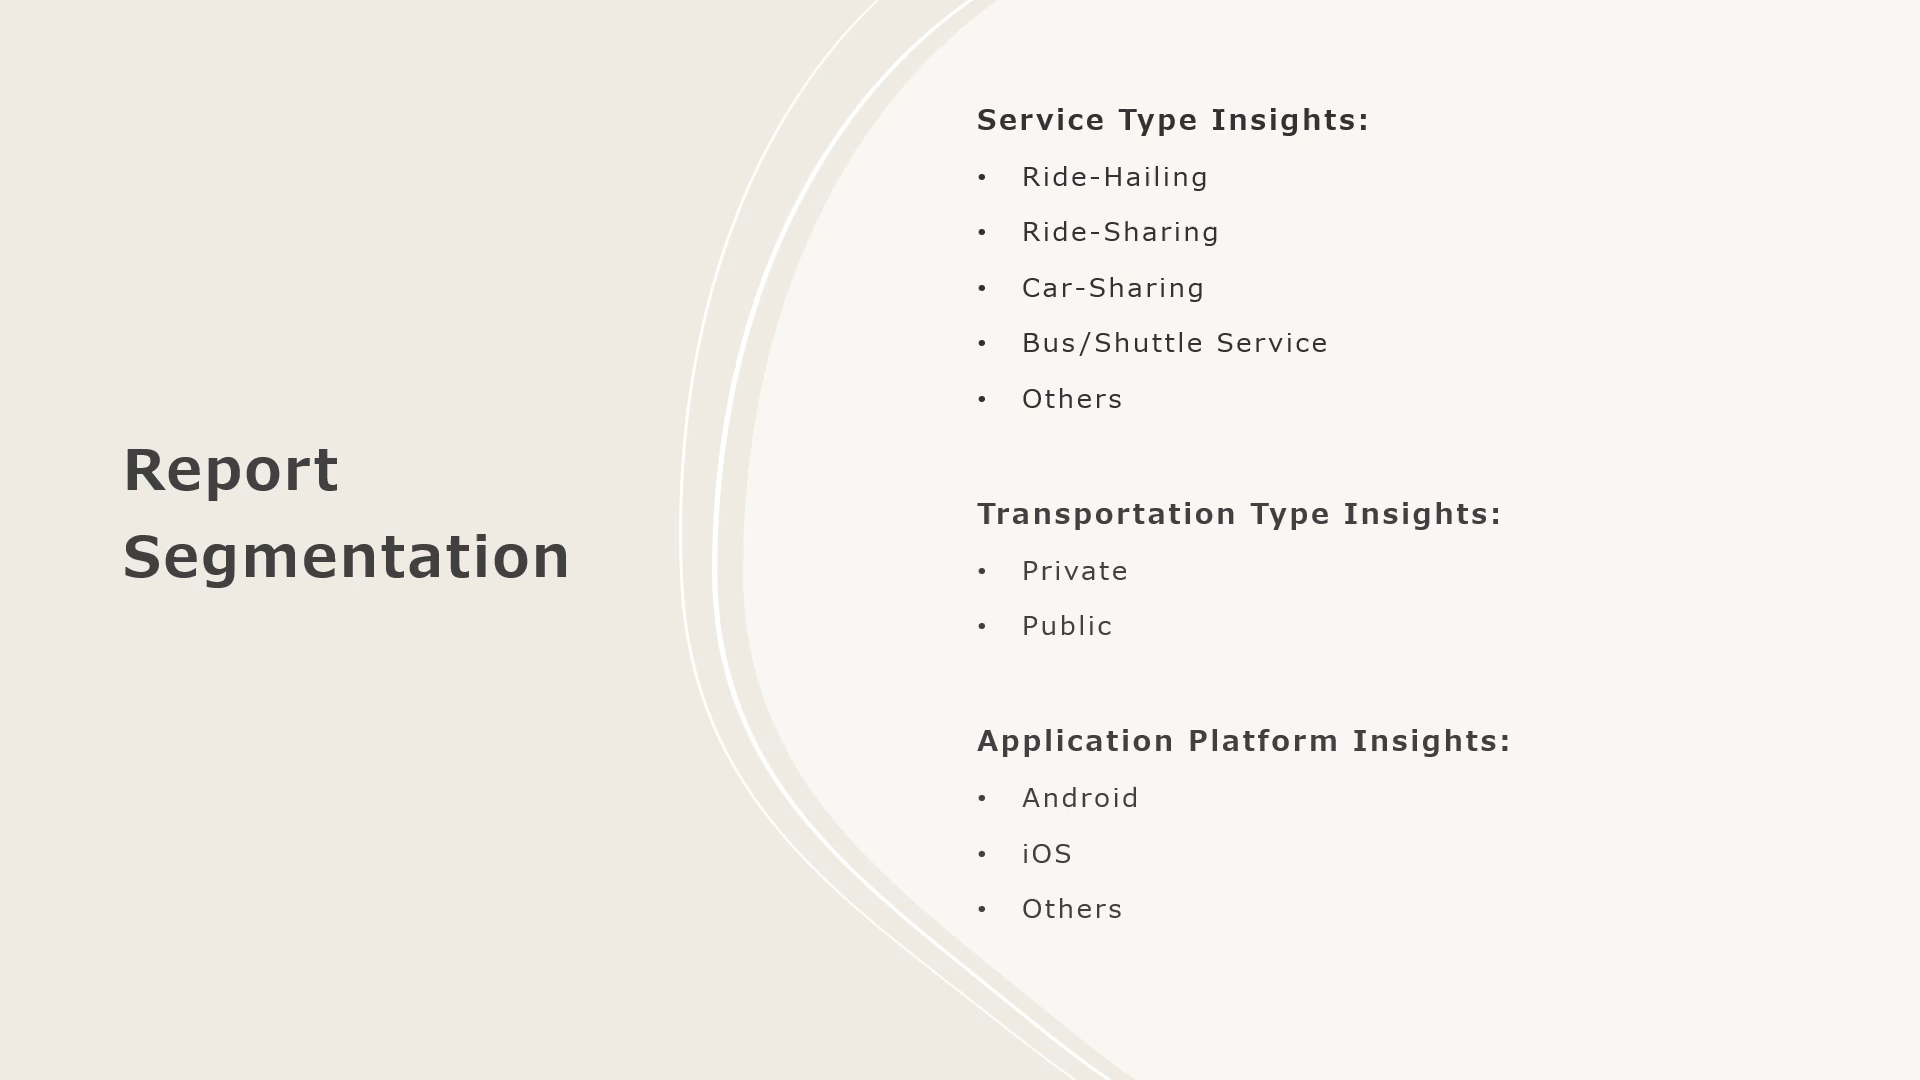 Report
Segmentation
Service Type Insights:
• Ride-Hailing
• Ride-Sharing
• Car-Sharing
• Bus/Shuttle Service
• Others
Transportation Type Insights:
• Private
• Public
Application Platform Insights:
• Android
• iOS
• Others